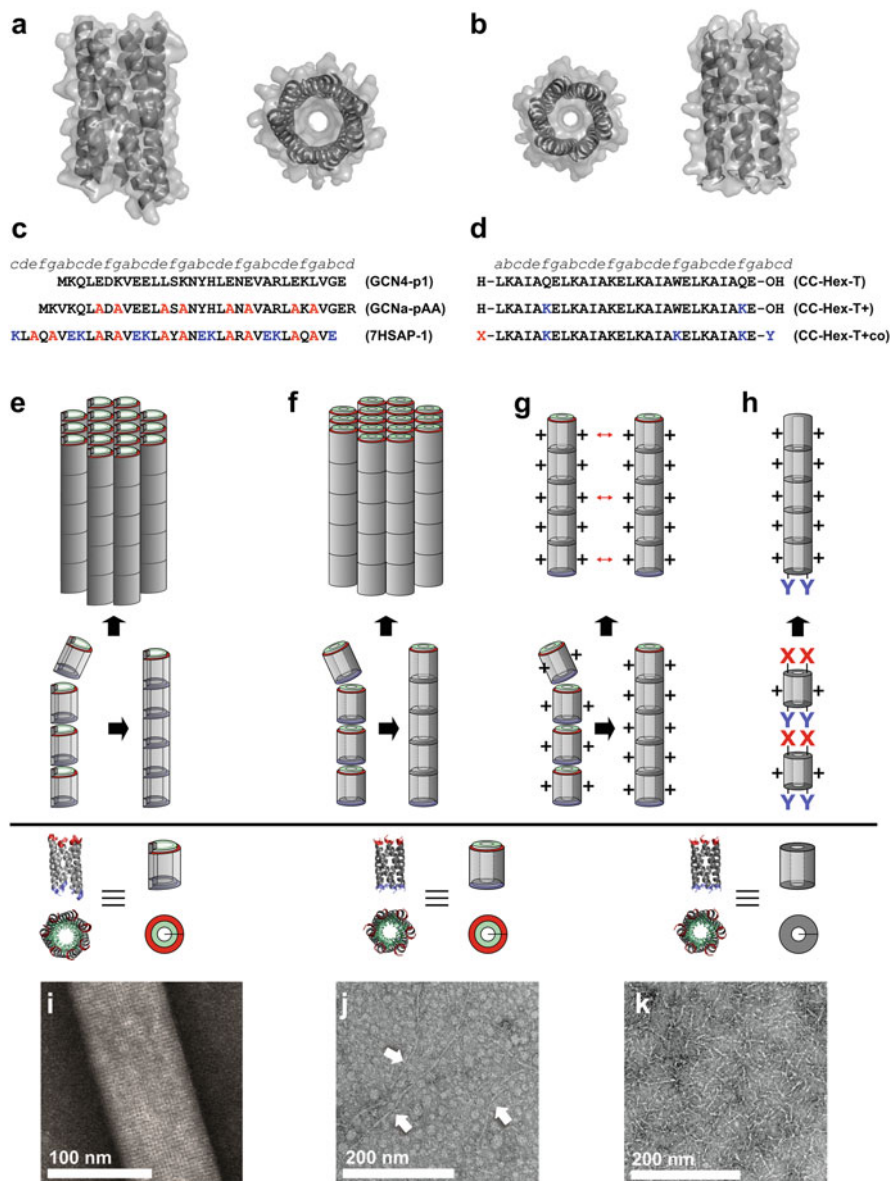 a
b
c
cdefgabcdefgabcdefgabcdefgabcdefgabcd
MKQLEDKVEELLSKNYHLENEVARLEKLVGE (GCN4-p1)
MKVKQLADAVEELASANYHLANAVARLAKAVGER (GCNa-pAA)
KLAQAVEKLARAVEKLAYANEKLARAVEKLAQAVE (7HSAP-1)
d
abcdefgabcdefgabcdefgabcdefgabcd
H-LKAIAQELKAIAKELKAIAWELKAIAQE-OH (CC-Hex-T)
H-LKAIAKELKAIAKELKAIAWELKAIAKE-OH (CC-Hex-T+)
X-LKAIAKELKAIAKELKAIAKELKAIAKE-Y (CC-Hex-T+co)
e
f
g
+ + + +
+ + + +
+ + + +
+ + + +
+ + + +
+ +
+ + + +
+ + + +
+ + + +
+ +
h
+ +
+ +
+ +
+ +
+ +
Y Y
X X
+ +
Y Y
X X
+ +
Y Y
i
100 nm
j
200 nm
k
200 nm